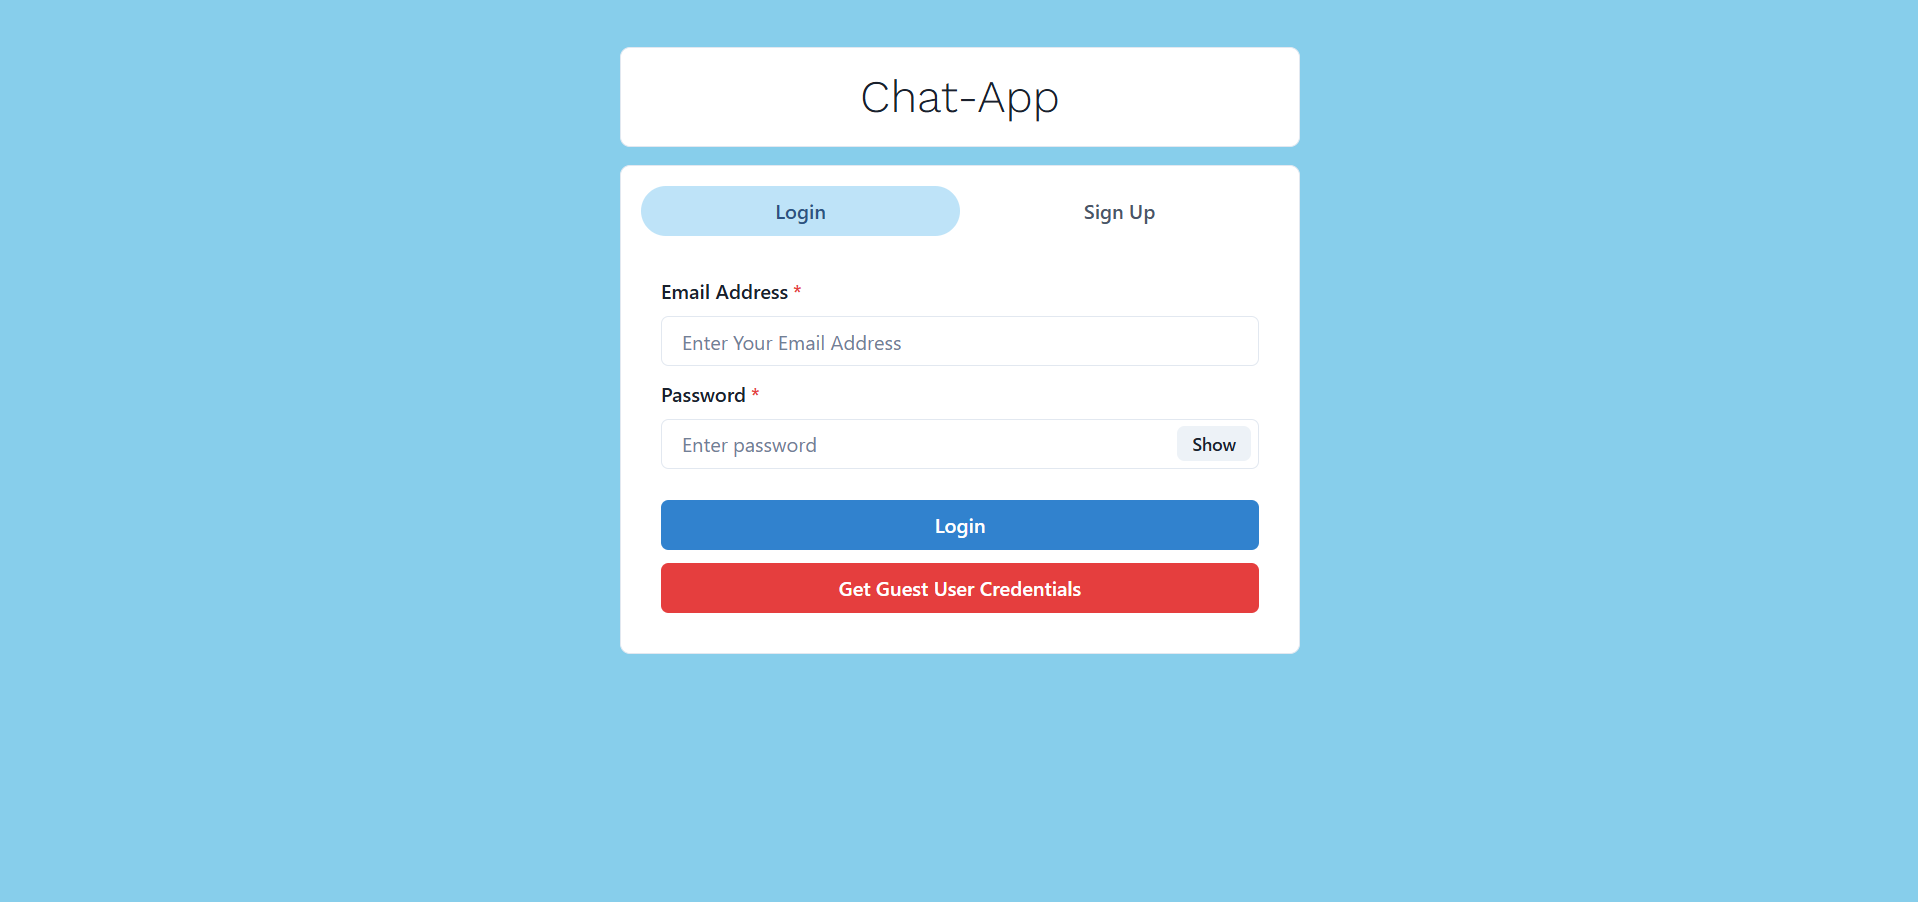 Chat-App
Login
Sign Up
Email Address *
Enter Your Email Address
Password *
Enter password
Show
Login
Get Guest User Credentials